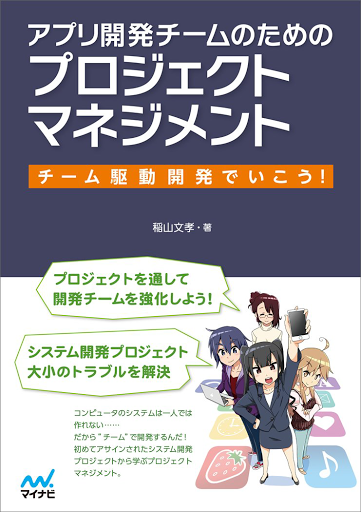 アプリ開発チームのための
プロジェクト
マネジメント
チーム駆動開発でいこう!
稲山文孝・著
プロジェクトを通して
開発チームを強化しよう!
システム開発プロジェクト
大小のトラブルを解決
コンピュータのシステムは一人では
作れない……
だから“チーム”で開発するんだ!
初めてアサインされたシステム開発
プロジェクトから学ぶプロジェクト
マネジメント。
マイナビ